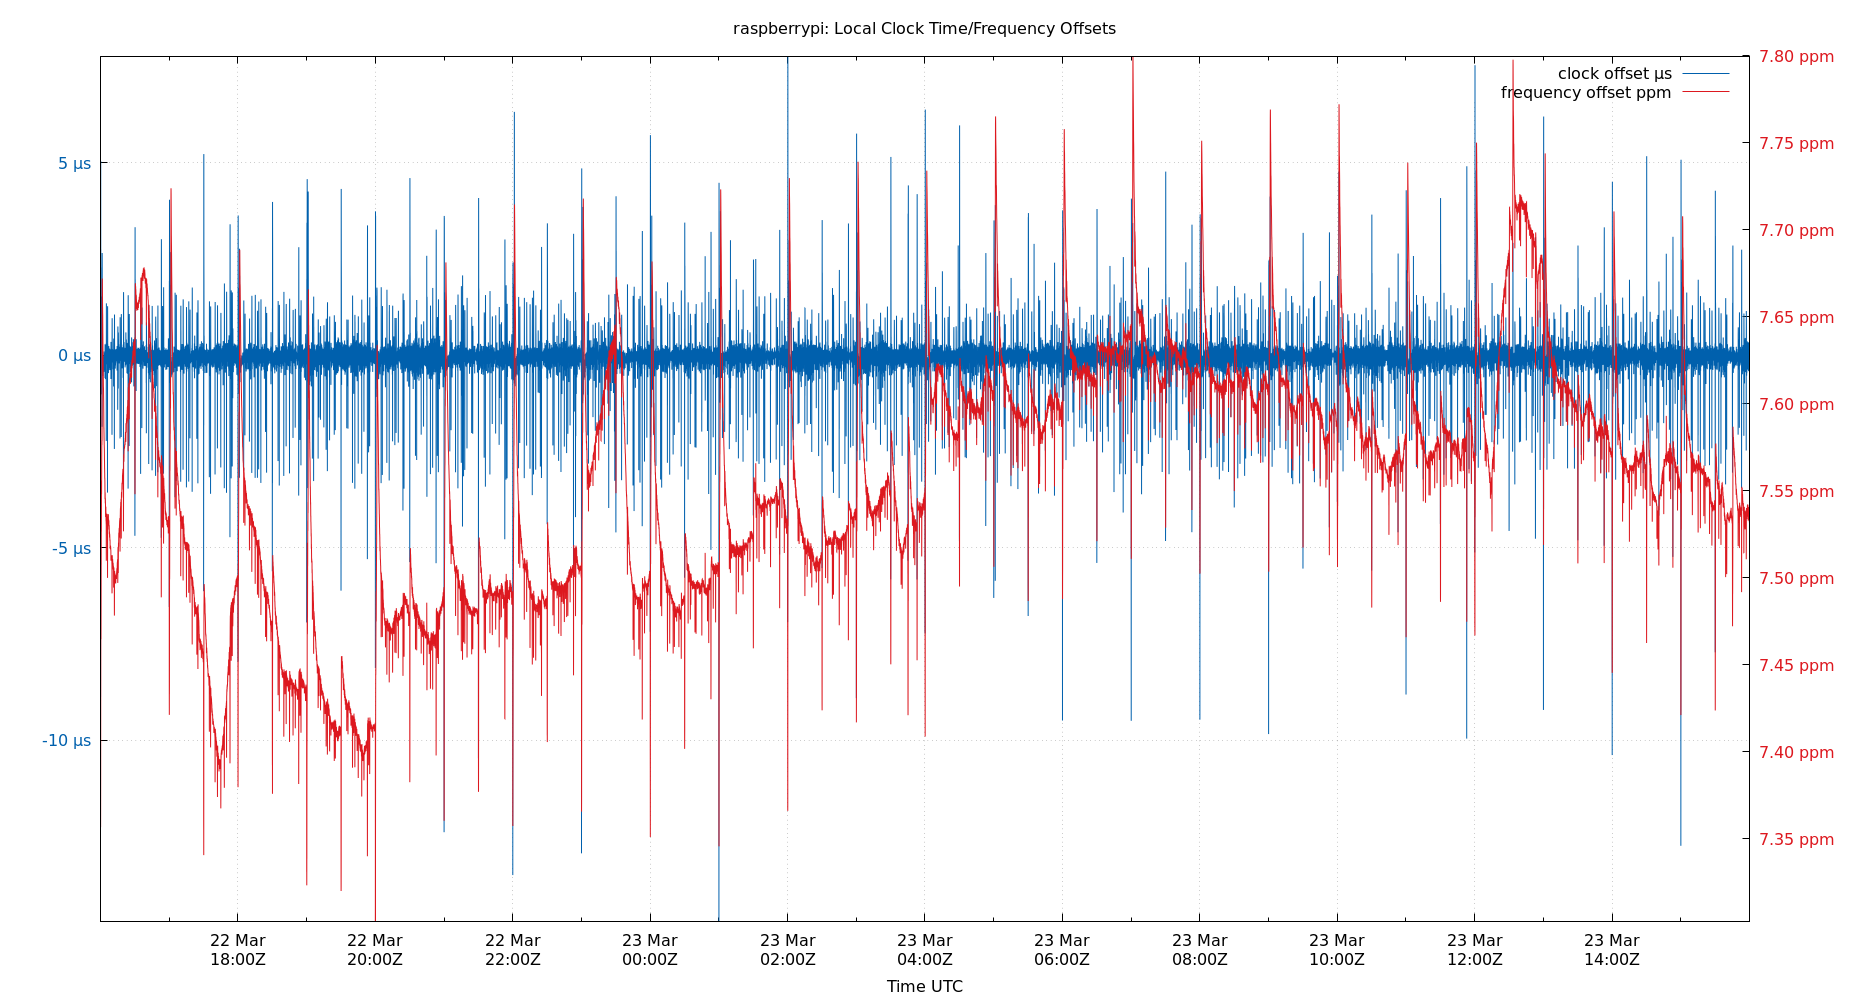 raspberrypi: Local Clock Time/Frequency Offsets
clock offset µs
frequency offset ppm
5 µs
0 µs
-5 µs
-10 µs
7.80 ppm
7.75 ppm
7.70 ppm
7.65 ppm
7.60 ppm
7.55 ppm
7.50 ppm
7.45 ppm
7.40 ppm
7.35 ppm
22 Mar 22 Mar 22 Mar 23 Mar 23 Mar 23 Mar 23 Mar 23 Mar 23 Mar 23 Mar 23 Mar
18:00Z 20:00Z 22:00Z 00:00Z 02:00Z 04:00Z 06:00Z 08:00Z 10:00Z 12:00Z 14:00Z
Time UTC